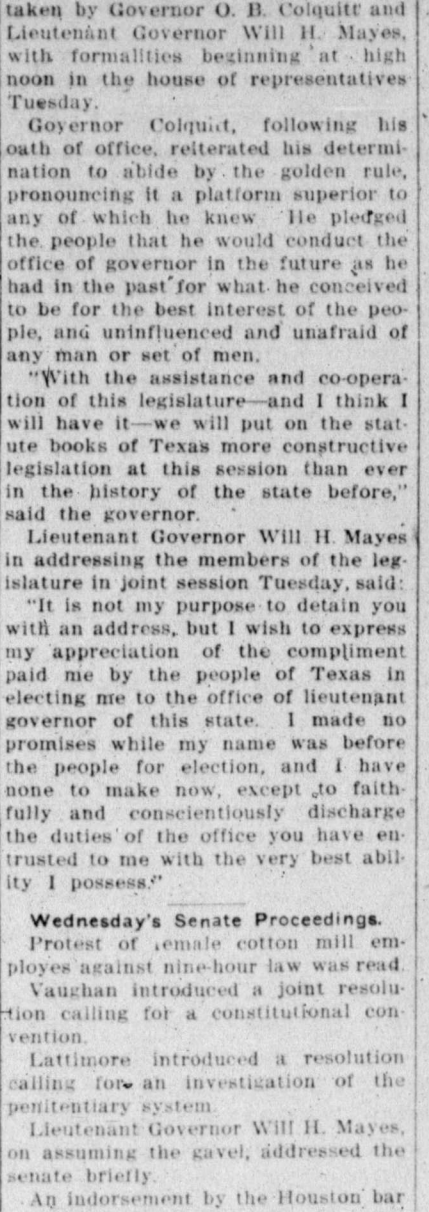 taken by Governor O. B. Colquitt and
Lieutenant Governor Will H. Mayes,
with formalities beginning at high
noon in the house of representatives
Tuesday.
Governor Colquitt, following his
oath of office, reiterated his determi-
nation to abide by the golden rule,
pronouncing it a platform superior to
any of which he knew He pledged
the people that he would conduct the
office of governor in the future as he
had in the past for what he conceived
to be for the best interest of the peo-
ple, and uninfluenced and unafraid of
any man or set of men.
"With the assistance and co-opera-
tion of this legislature—and I think I
will have it—we will put on the stat-
ute books of Texas more constructive
legislation at this session than ever
in the history of the state before,"
said the governor.
Lieutenant Governor Will H. Mayes
in addressing the members of the leg-
islature in joint session Tuesday, said:
"It is not my purpose to detain you
with an address, but I wish to express
my appreciation of the compliment
paid me by the people of Texas in
electing me to the office of lieutenant
governor of this state. I made no
promises while my name was before
the people for election, and I have
none to make now, except to faith-
fully and conscientiously discharge
the duties of the office you have en-
trusted to me with the very best abil-
ity I possess."
Wednesday's Senate Proceedings.
Protest of female cotton mill em-
ployes against nine-hour law was read.
Vaughan introduced a joint resolu-
tion calling for a constitutional con-
vention.
Lattimore introduced a resolution
calling for an investigation of the
penitentiary system.
Lieutenant Governor Will H. Mayes,
on assuming the gavel, addressed the
senate briefly.
An indorsement by the Houston bar